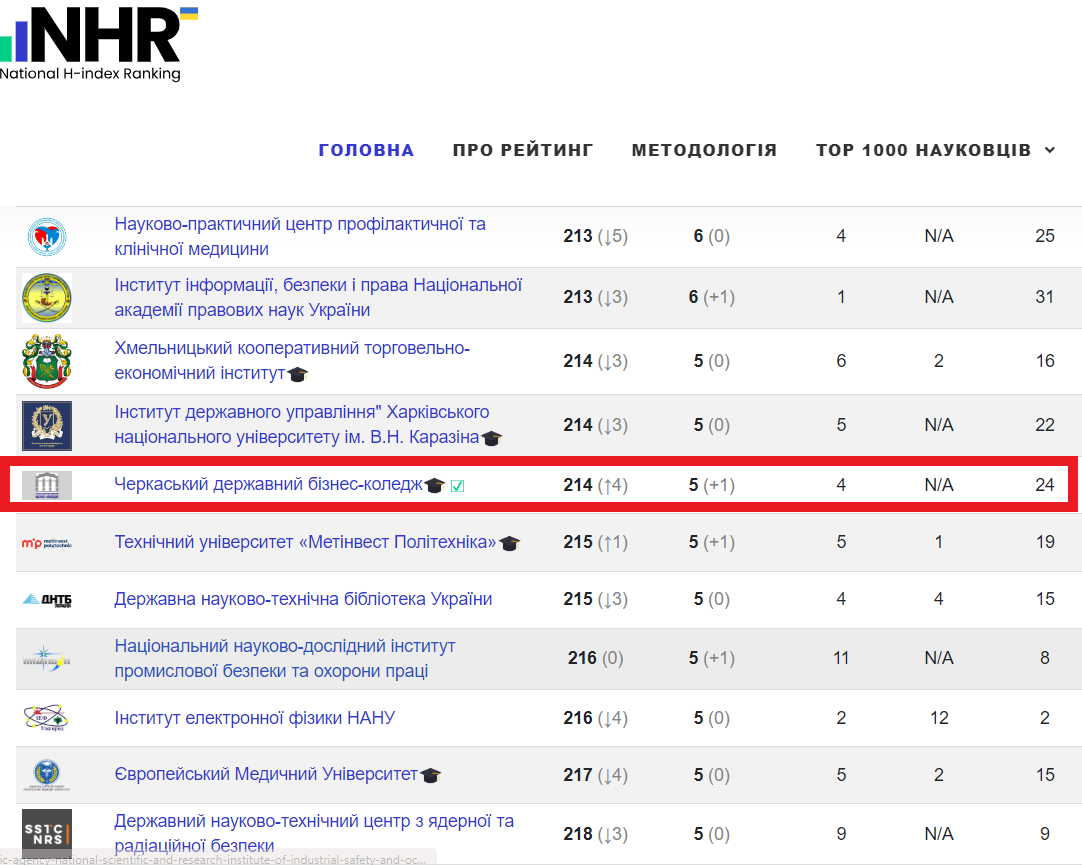 NHR
National H-index Ranking
ГОЛОВНА ПРО РЕЙТИНГ МЕТОДОЛОГІЯ TOP 1000 НАУКОВЦІВ
Науково-практичний центр профілактичної та
клінічної медицини 213 (↓5) 6 (0) 4 N/A 25
Інститут інформації, безпеки і права Національної
академії правових наук України 213 (↓3) 6 (+1) 1 N/A 31
Хмельницький кооперативний торговельно-
економічний інститут 214 (↓3) 5 (0) 6 2 16
Інститут державного управління" Харківського
національного університету ім. В.Н. Каразіна 214 (↓3) 5 (0) 5 N/A 22
Черкаський державний бізнес-коледж 214 (↑4) 5 (+1) 4 N/A 24
mip metinvest polytechnic
Технічний університет «Метінвест Політехніка» 215 (↑1) 5 (+1) 5 1 19
ДНТБ
Державна науково-технічна бібліотека України 215 (↓3) 5 (0) 4 4 15
Національний науково-дослідний інститут
промислової безпеки та охорони праці 216 (0) 5 (+1) 11 N/A 8
Інститут електронної фізики НАНУ 216 (↓4) 5 (0) 2 12 2
Європейський Медичний Університет 217 (↓4) 5 (0) 5 2 15
SSTC
NRS
Державний науково-технічний центр з ядерної та
радіаційної безпеки 218 (↓3) 5 (0) 9 N/A 9
ic-agency-national-scientific-and-research-institute-of-industrial-safety-and-oc...